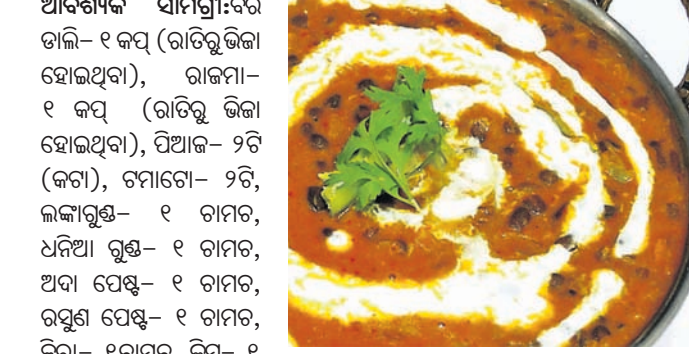 ଆବଶ୍ୟକ ସାମଗ୍ରୀ:ବିରି
ଡାଲି– ୧ କପ୍ (ରାତିରୁଭିଜା
ହୋଇଥିବା), ରାଜମା–
୧ କପ୍ (ରାତିରୁ ଭିଜା
ହୋଇଥିବା), ପିଆଜ– ୨ଟି
(କଟା), ଟମାଟୋ– ୨ଟି,
ଲଙ୍କାଗୁଣ୍ଡ– ୧ ଚାମଚ,
ଧନିଆ ଗୁଣ୍ଡ– ୧ ଚାମଚ,
ଅଦା ପେଷ୍ଟ– ୧ ଚାମଚ,
ରସୁଣ ପେଷ୍ଟ– ୧ ଚାମଚ,